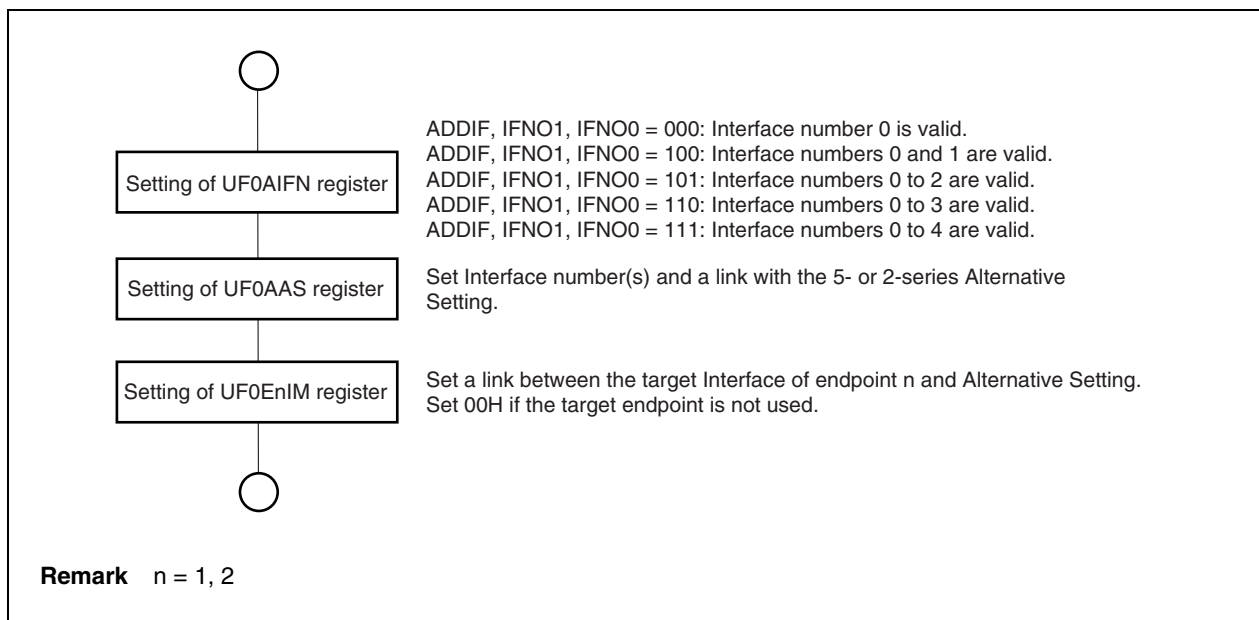 ADDIF, IFNO1, IFNO0 = 000: Interface number 0 is valid.
ADDIF, IFNO1, IFNO0 = 100: Interface numbers 0 and 1 are valid.
Setting of UF0AIFN register
ADDIF, IFNO1, IFNO0 = 101: Interface numbers 0 to 2 are valid.
ADDIF, IFNO1, IFNO0 = 110: Interface numbers 0 to 3 are valid.
ADDIF, IFNO1, IFNO0 = 111: Interface numbers 0 to 4 are valid.
Setting of UF0AAS register
Set Interface number(s) and a link with the 5- or 2-series Alternative
Setting.
Setting of UF0EnIM register
Set a link between the target Interface of endpoint n and Alternative Setting.
Set 00H if the target endpoint is not used.
Remark n = 1, 2